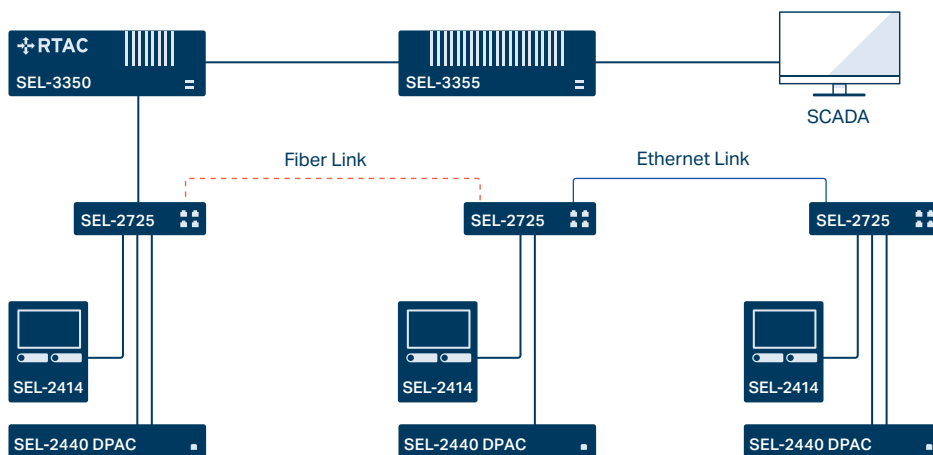 RTAC
SEL-3350
SEL-3355
SCADA
Fiber Link
Ethernet Link
SEL-2725
SEL-2725
SEL-2725
SEL-2414
SEL-2414
SEL-2414
SEL-2440 DPAC
SEL-2440 DPAC
SEL-2440 DPAC